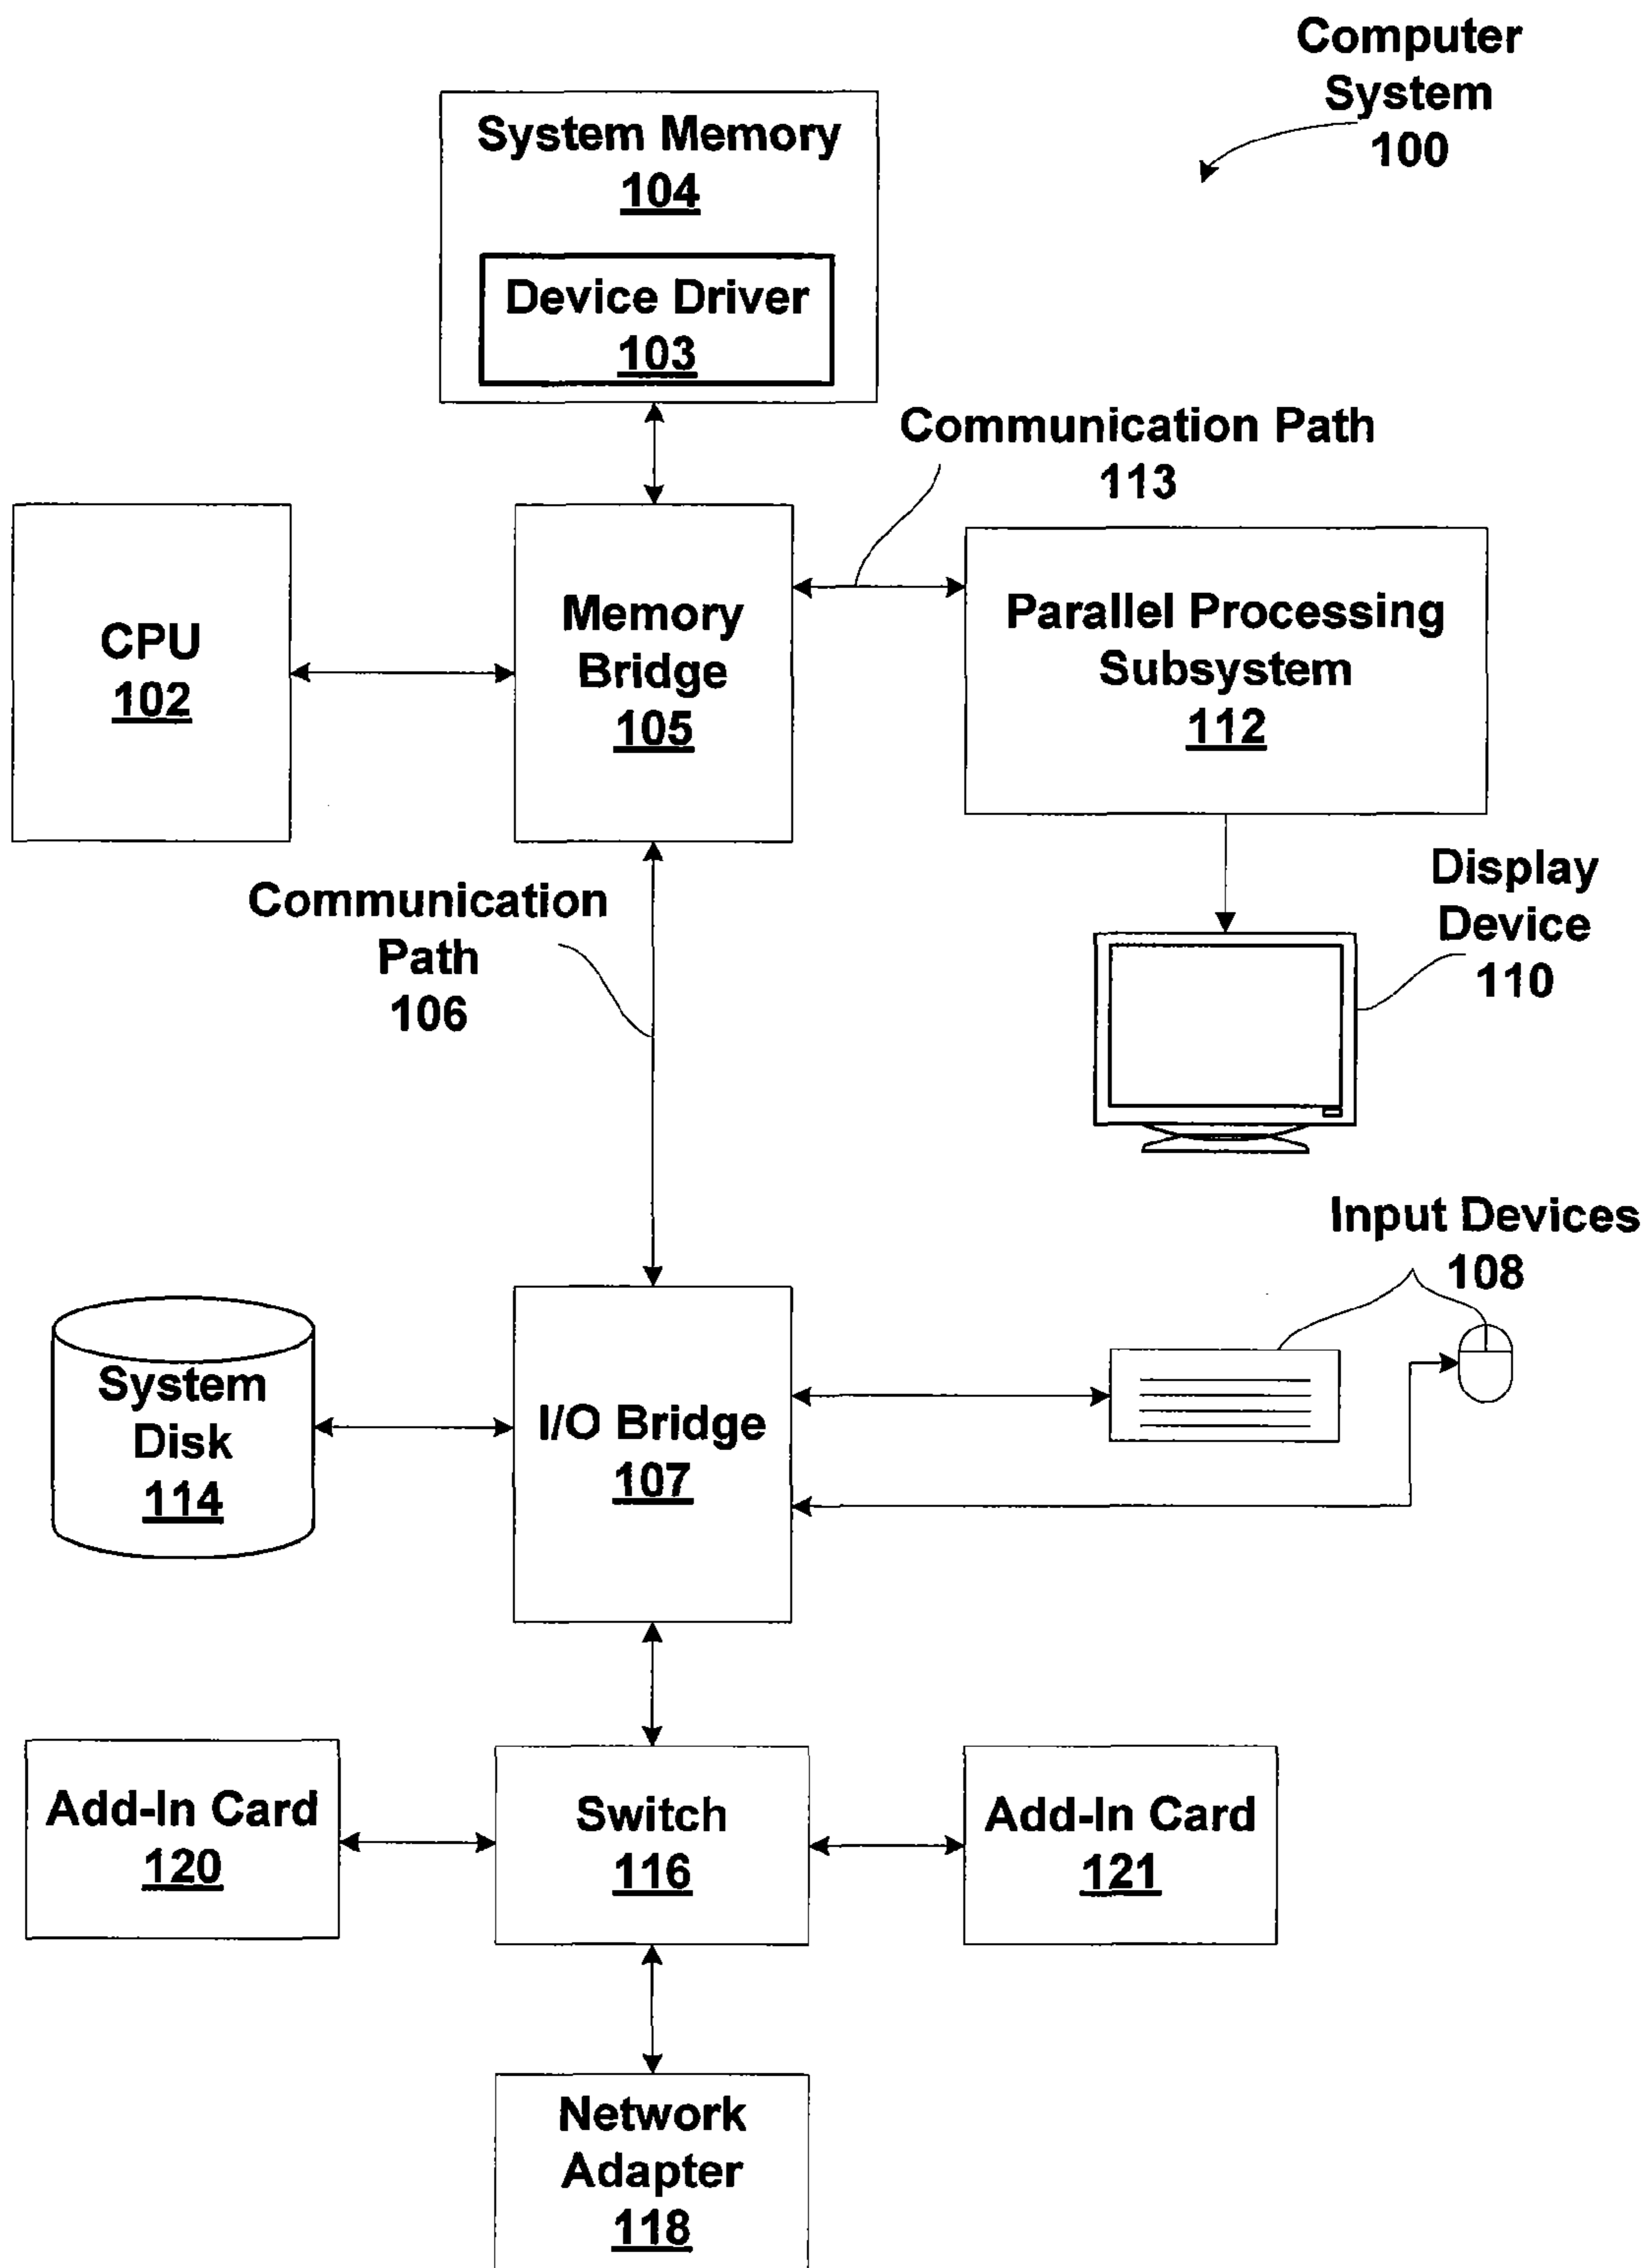 Computer
System
100
System Memory
104
Device Driver
103
Communication Path
113
CPU
102
Memory
Bridge
105
Parallel Processing
Subsystem
112
Communication
Path
106
Display
Device
110
Input Devices
108
System
Disk
114
I/O Bridge
107
Add-In Card
120
Switch
116
Add-In Card
121
Network
Adapter
118